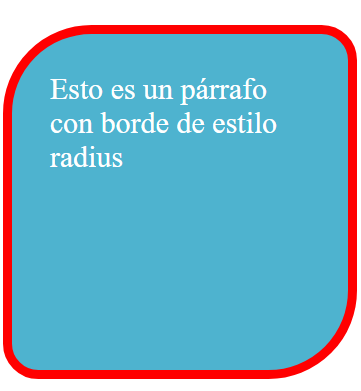 Esto es un párrafo
con borde de estilo
radius